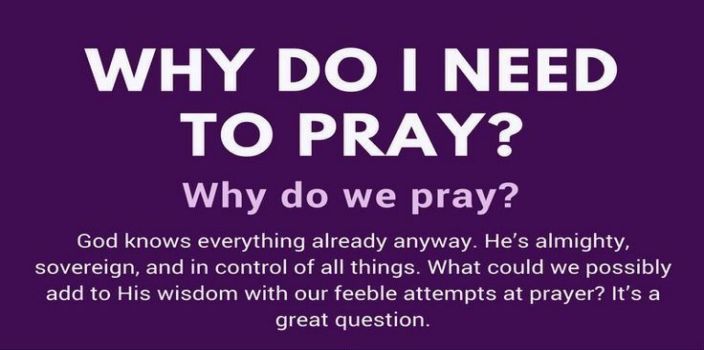 WHY DO I NEED
TO PRAY?
Why do we pray?
God knows everything already anyway. He’s almighty,
sovereign, and in control of all things. What could we possibly
add to His wisdom with our feeble attempts at prayer? It’s a
great question.